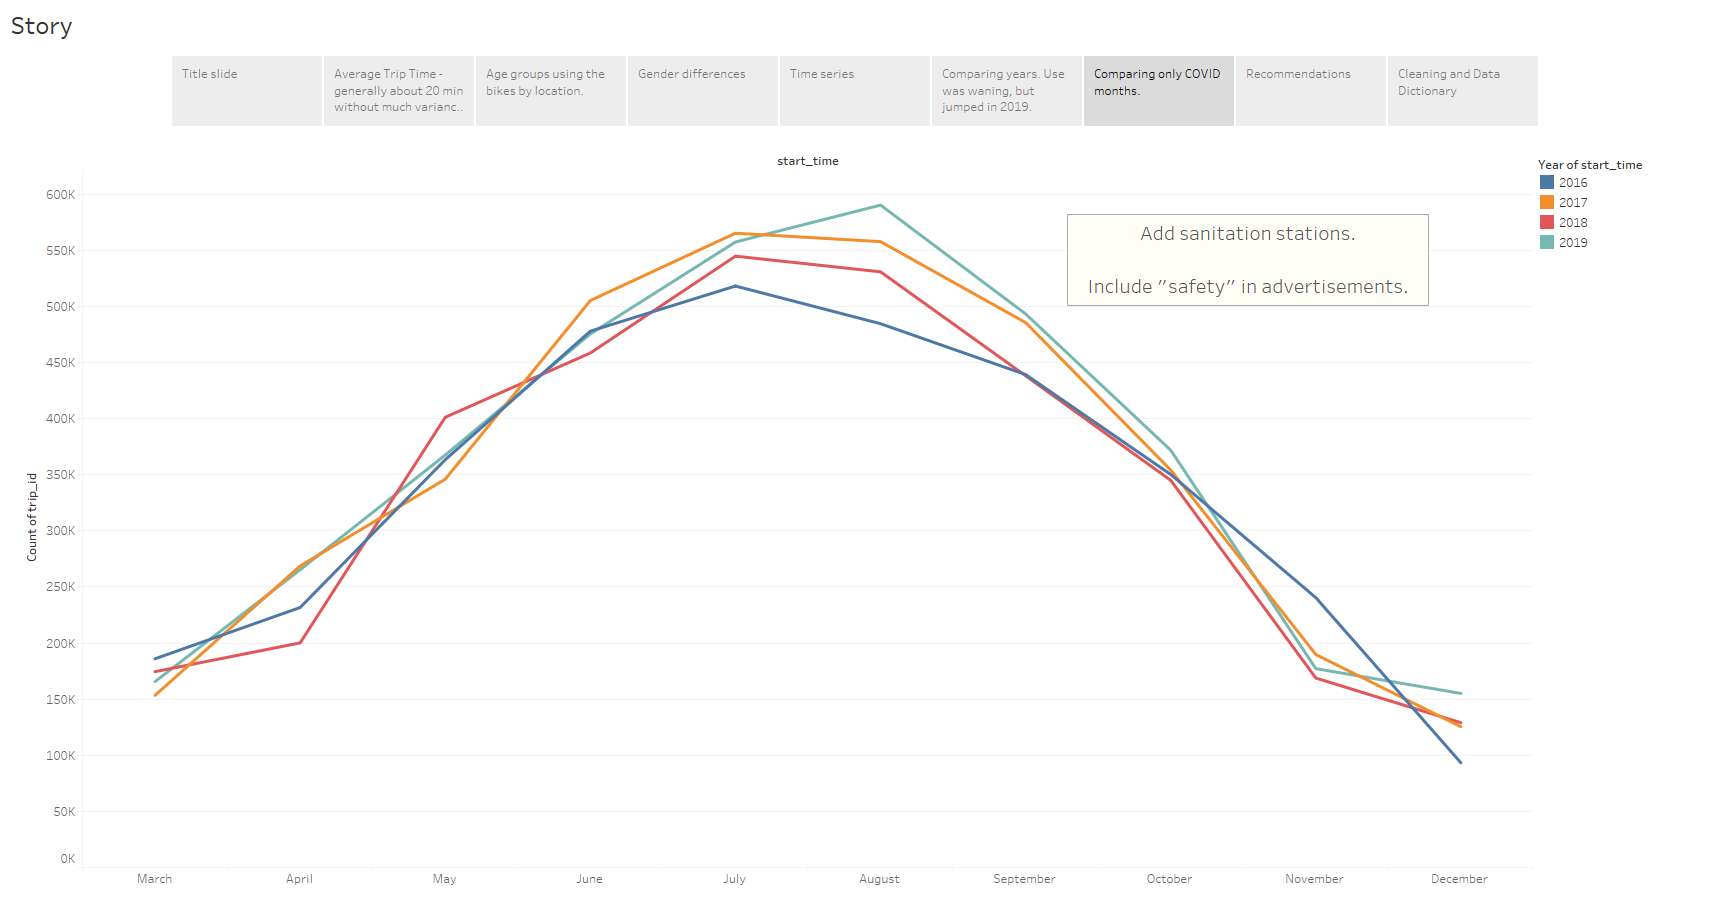 Story
Title slide
Average Trip Time -
generally about 20 min
without much varianc..
Age groups using the
bikes by location.
Gender differences
Time series
Comparing years. Use
was waning, but
jumped in 2019.
Comparing only COVID
months.
Recommendations
Cleaning and Data
Dictionary
start_time
Year of start_time
2016
2017
2018
2019
Add sanitation stations.
Include "safety" in advertisements.
Count of trip_id
600K
550K
500K
450K
400K
350K
300K
250K
200K
150K
100K
50K
0K
March
April
May
June
July
August
September
October
November
December